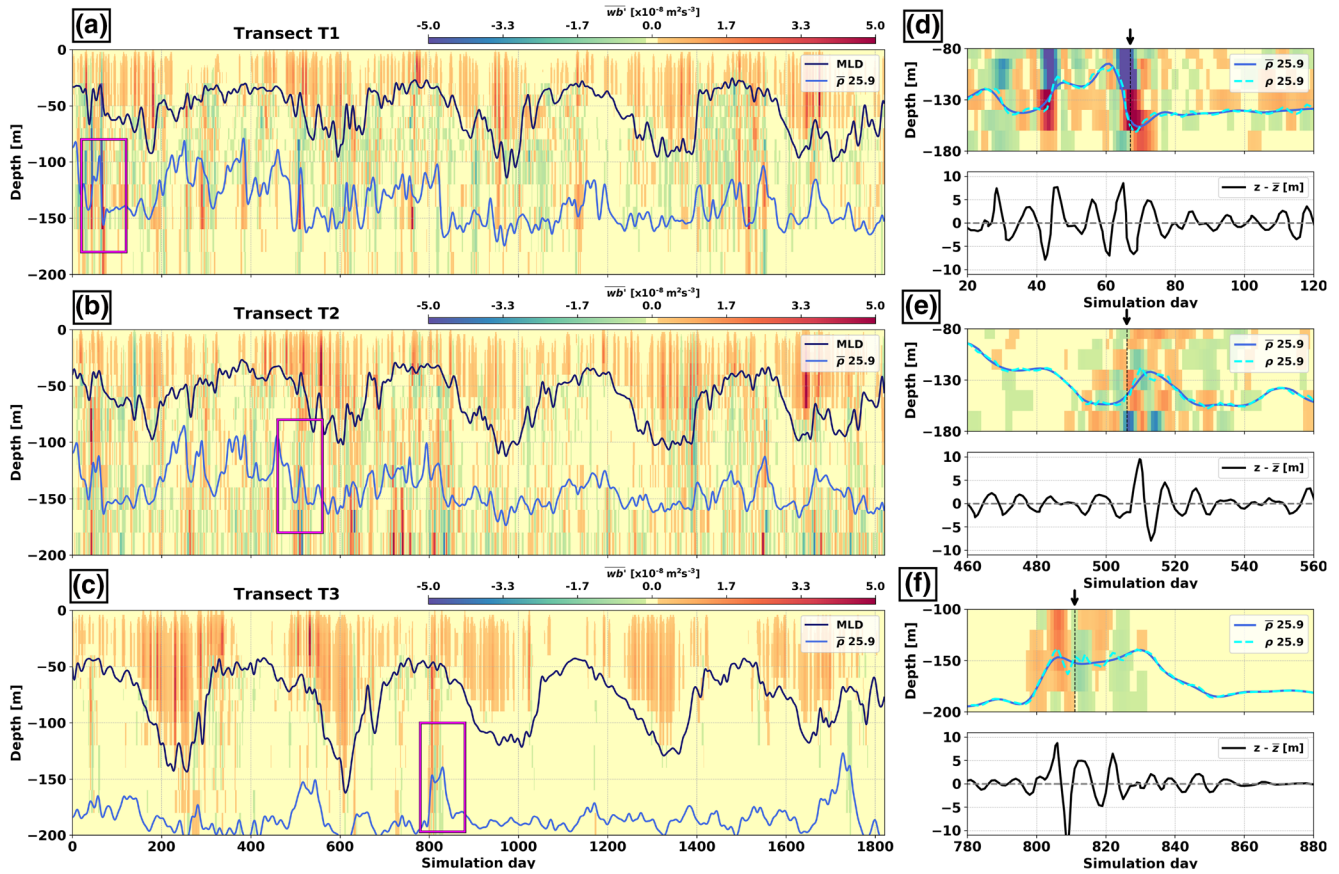 (a)
Transect T1
wb' [x10-8 m2s-3]
-5.0 -3.3 -1.7 0.0 1.7 3.3 5.0
MLD
ρ 25.9
Depth [m]
0
−50
−100
−150
−200
(b)
Transect T2
wb' [x10-8 m2s-3]
-5.0 -3.3 -1.7 0.0 1.7 3.3 5.0
MLD
ρ 25.9
Depth [m]
0
−50
−100
−150
−200
(c)
Transect T3
wb' [x10-8 m2s-3]
-5.0 -3.3 -1.7 0.0 1.7 3.3 5.0
MLD
ρ 25.9
Depth [m]
0
−50
−100
−150
−200
0 200 400 600 800 1000 1200 1400 1600 1800
Simulation day
(d)
ρ 25.9
ρ 25.9
Depth [m]
−80
−130
−180
z - z [m]
10
5
0
−5
−10
20 40 60 80 100 120
Simulation day
(e)
ρ 25.9
ρ 25.9
Depth [m]
−80
−130
−180
z - z [m]
10
5
0
−5
−10
460 480 500 520 540 560
Simulation day
(f)
ρ 25.9
ρ 25.9
Depth [m]
−100
−150
−200
z - z [m]
10
5
0
−5
−10
780 800 820 840 860 880
Simulation day